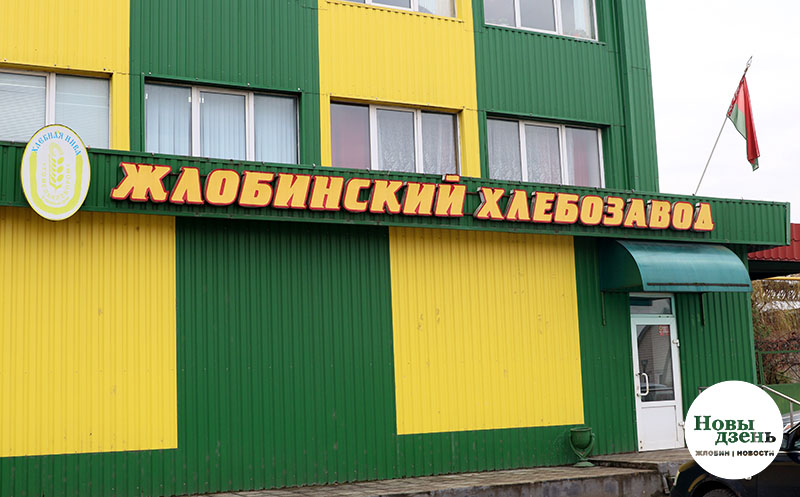 ХЛЕБНАЯ НИВА
ЖЛОБИНСКИЙ ХЛЕБОЗАВОД
Новы
дзень
ЖЛОБИН | НОВОСТИ